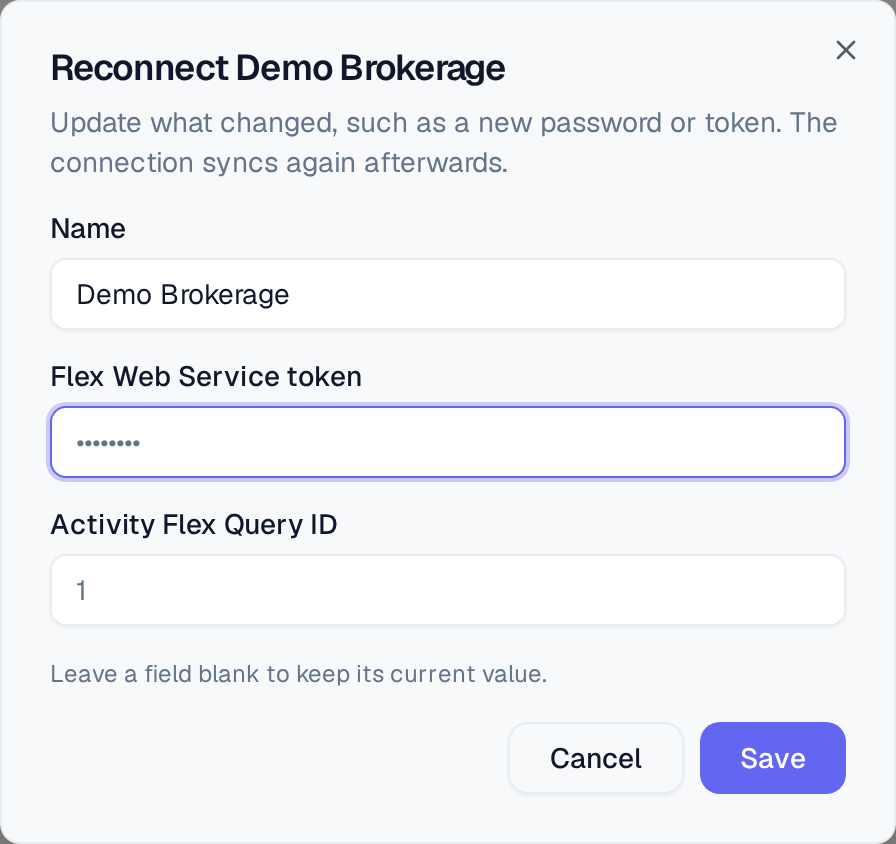 Reconnect Demo Brokerage
Update what changed, such as a new password or token. The
connection syncs again afterwards.
Name
Demo Brokerage
Flex Web Service token
••••••••
Activity Flex Query ID
1
Leave a field blank to keep its current value.
Cancel
Save